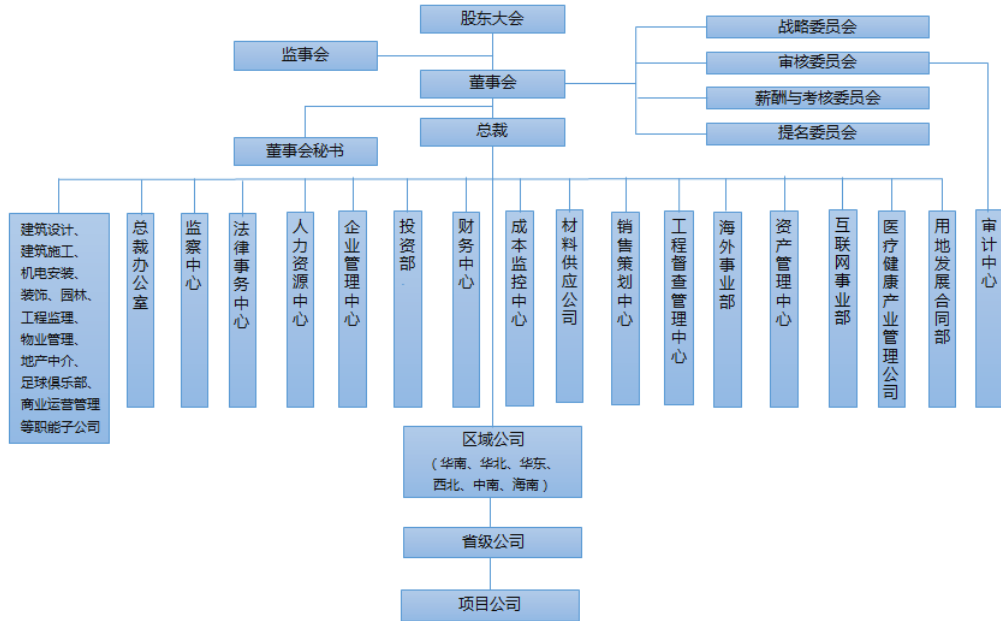 股东大会
监事会
董事会
战略委员会
审核委员会
薪酬与考核委员会
提名委员会
总裁
董事会秘书
建筑设计、
建筑施工、
机电安装、
装饰、园林、
工程监理、
物业管理、
地产中介、
足球俱乐部、
商业运营管理
等职能子公司
总裁办公室
监察中心
法律事务中心
人力资源中心
企业管理中心
投资部
财务中心
成本监控中心
材料供应公司
销售策划中心
工程督查管理中心
海外事业部
资产管理中心
互联网事业部
医疗健康产业管理公司
用地发展合同部
审计中心
区域公司
（华南、华北、华东、
西北、中南、海南）
省级公司
项目公司